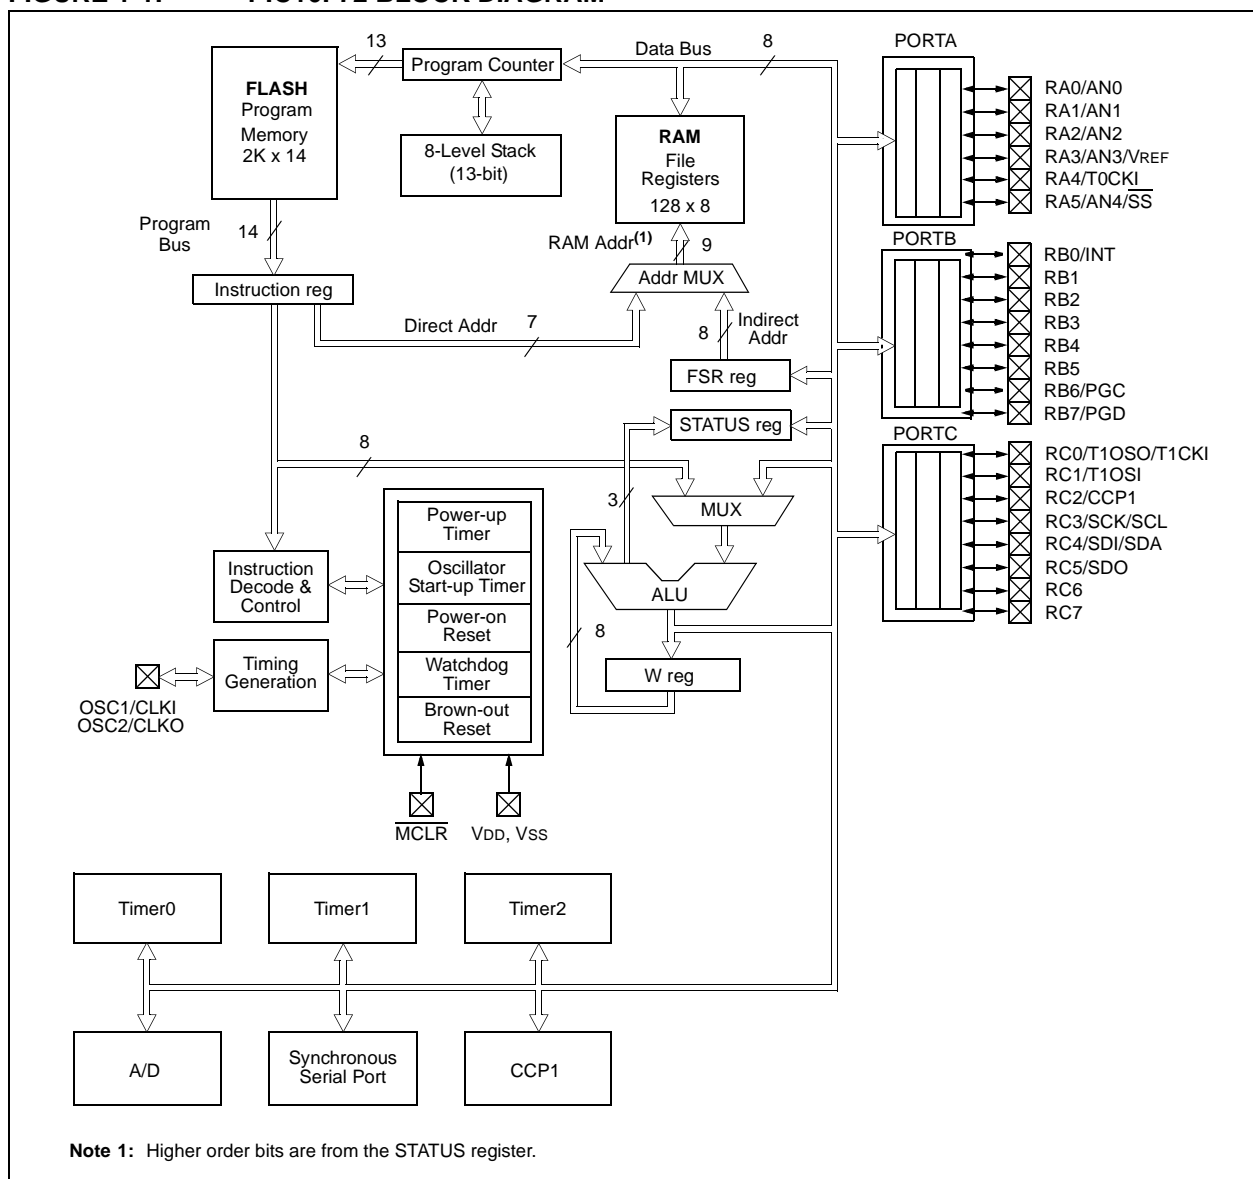 13
Data Bus
8
PORTA
FLASH
Program
Memory
2K x 14
Program Counter
8-Level Stack
(13-bit)
RAM
File
Registers
128 x 8
RA0/AN0
RA1/AN1
RA2/AN2
RA3/AN3/VREF
RA4/T0CKI
RA5/AN4/SS
Program
Bus
14
RAM Addr(1)
9
PORTB
Instruction reg
Addr MUX
Direct Addr
7
8
Indirect
Addr
FSR reg
RB0/INT
RB1
RB2
RB3
RB4
RB5
RB6/PGC
RB7/PGD
STATUS reg
PORTC
8
3
MUX
RC0/T1OSO/T1CKI
RC1/T1OSI
RC2/CCP1
RC3/SCK/SCL
RC4/SDI/SDA
RC5/SDO
RC6
RC7
Power-up
Timer
Oscillator
Start-up Timer
Power-on
Reset
Watchdog
Timer
Brown-out
Reset
Instruction
Decode &
Control
ALU
8
W reg
Timing
Generation
OSC1/CLKI
OSC2/CLKO
MCLR
VDD, VSS
Timer0
Timer1
Timer2
A/D
Synchronous
Serial Port
CCP1
Note 1: Higher order bits are from the STATUS register.